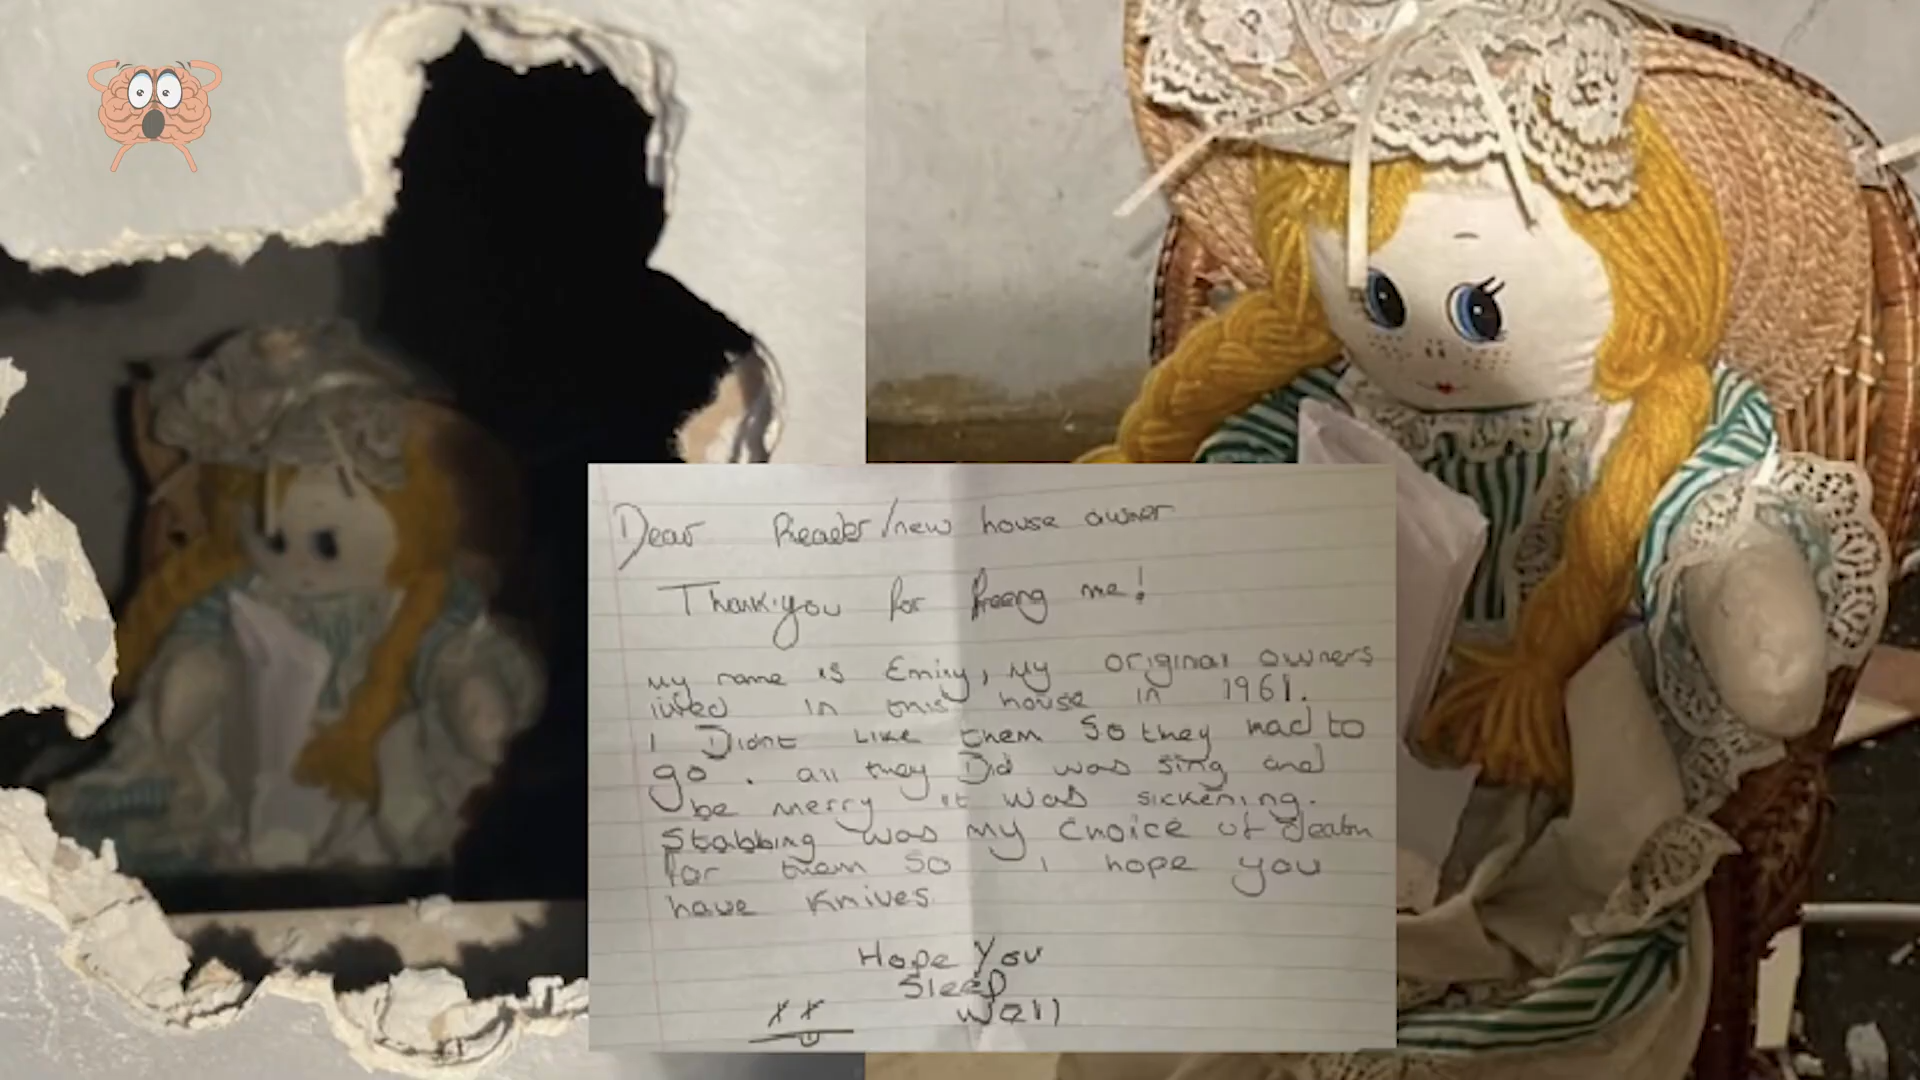 Dear Reader/new house owner
Thank you for freeing me!
my name is Emily, my original owners
lived in this house in 1961.
I Didnt Like them So they had to
go. all they Did was sing and
be merry it was sickening.
Stabbing was my choice of death
for them so i hope you
have knives
Hope You
Sleep
Well